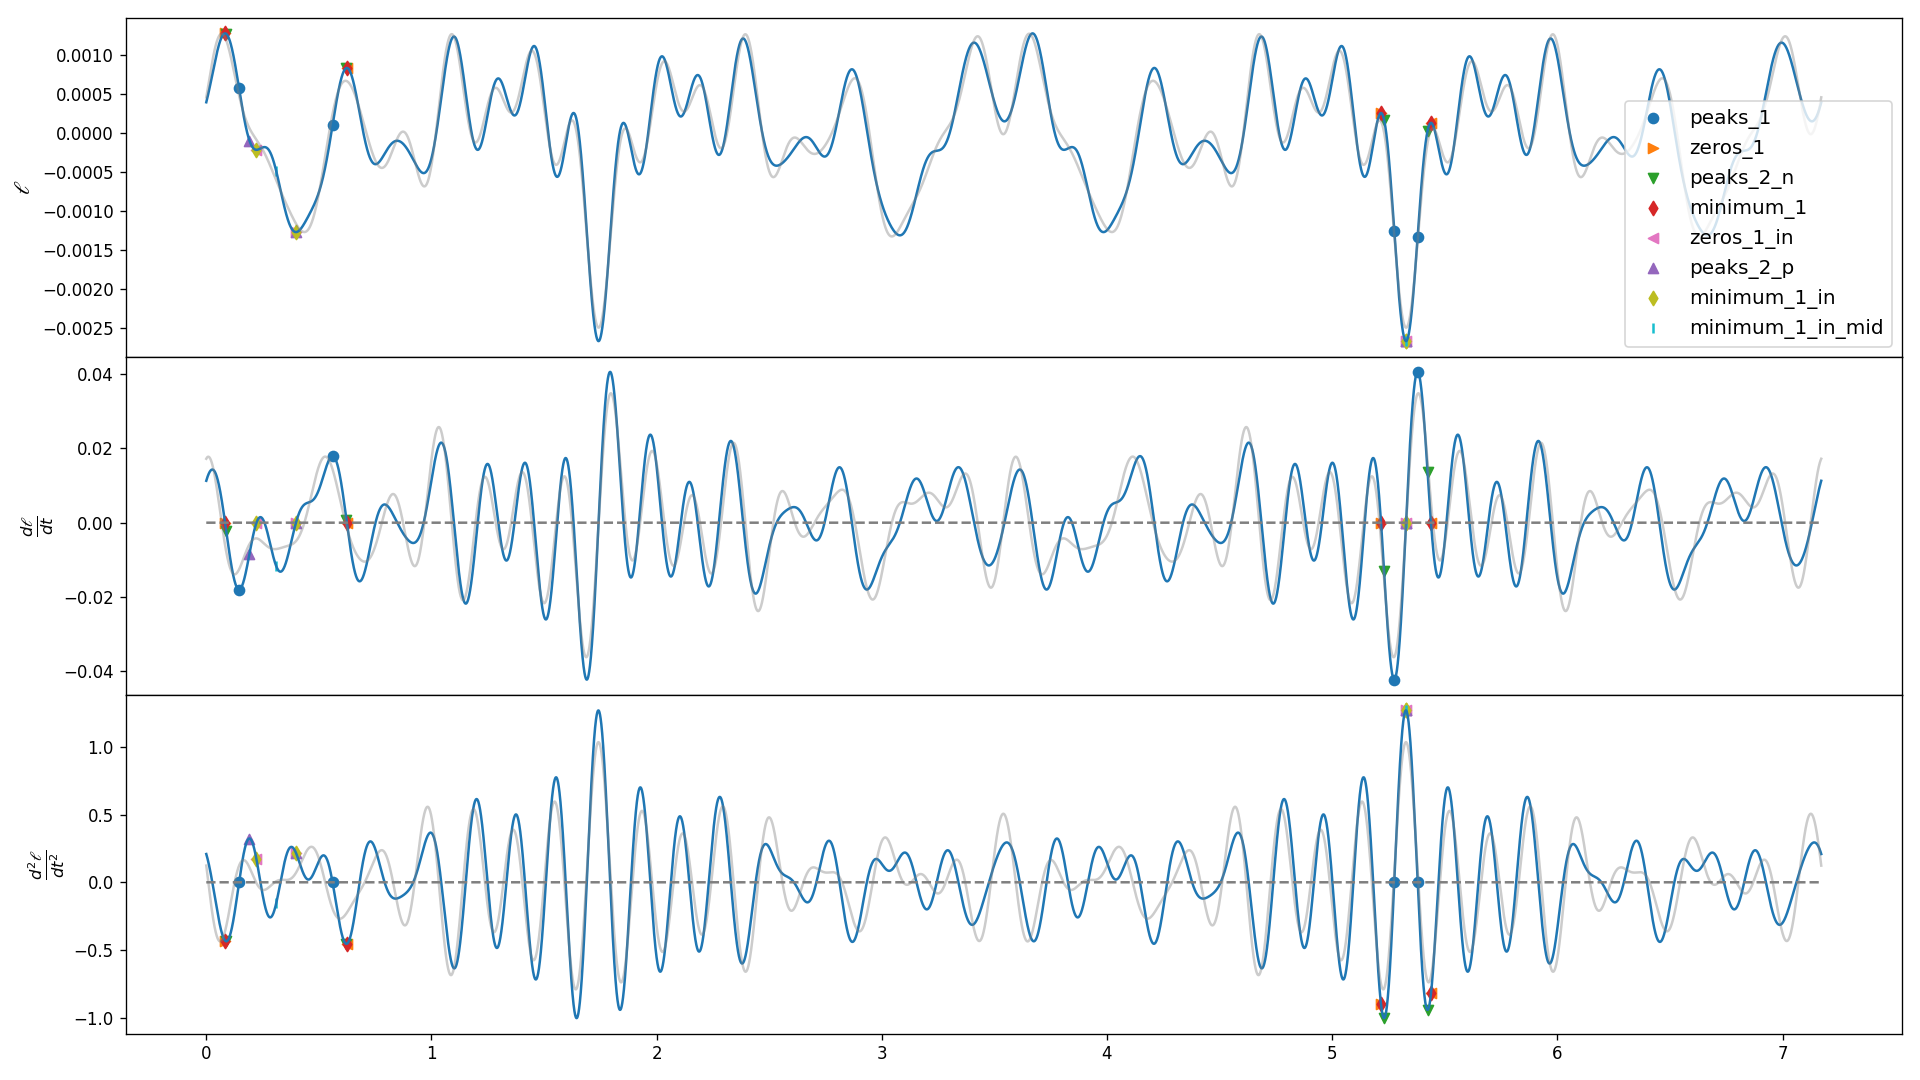 0.0010
0.0005
0.0000
−0.0005
−0.0010
−0.0015
−0.0020
−0.0025
ℓ
peaks_1
zeros_1
peaks_2_n
minimum_1
zeros_1_in
peaks_2_p
minimum_1_in
minimum_1_in_mid
0.04
0.02
0.00
−0.02
−0.04
dℓ
dt
1.0
0.5
0.0
−0.5
−1.0
d²ℓ
dt²
0 1 2 3 4 5 6 7